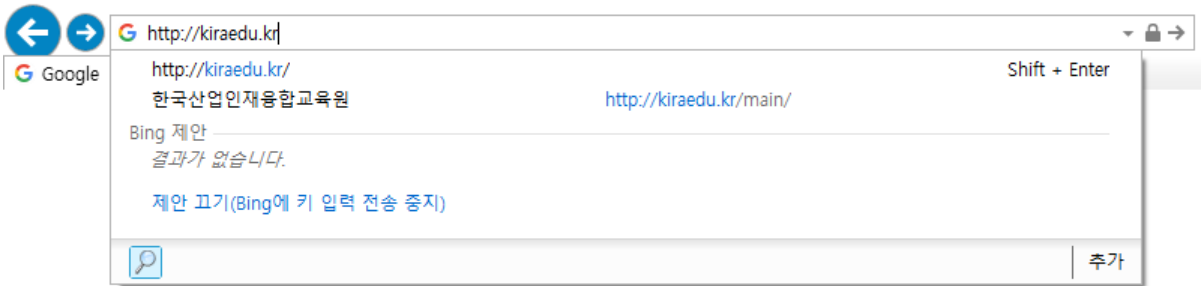 http://kiraedu.kr
Google
http://kiraedu.kr/ Shift + Enter
한국산업인재융합교육원 http://kiraedu.kr/main/
Bing 제안
결과가 없습니다.
제안 끄기(Bing에 키 입력 전송 중지)
추가